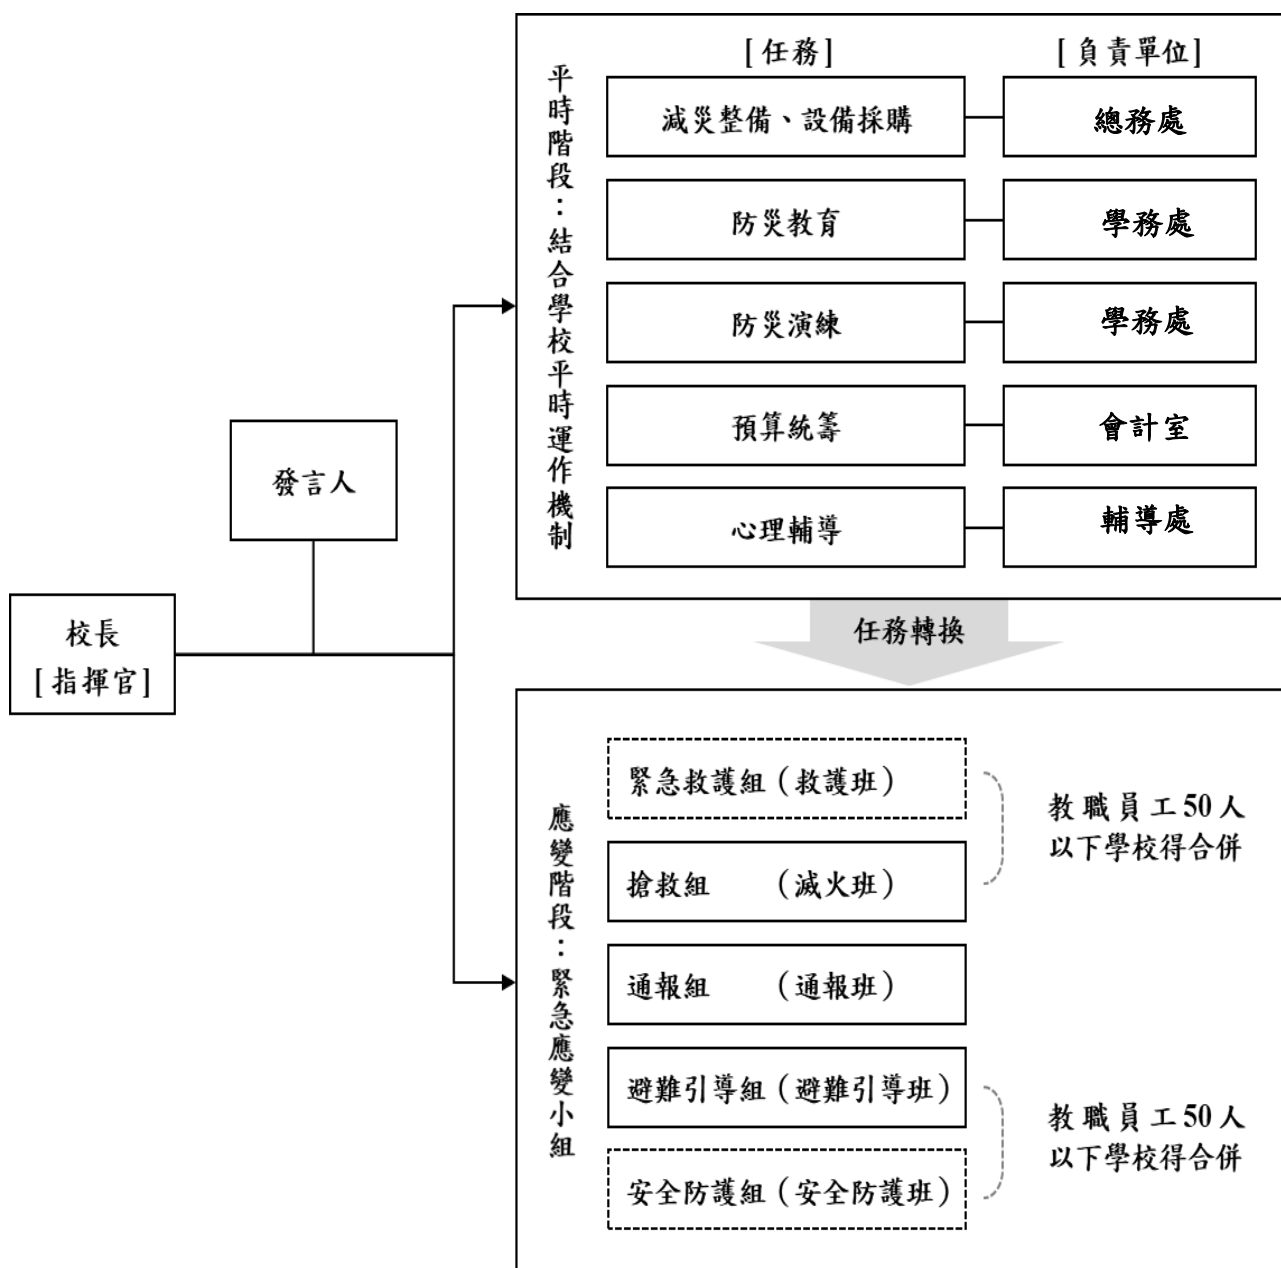 [任務]
[負責單位]
平時階段：結合學校平時運作機制
減災整備、設備採購
總務處
防災教育
學務處
防災演練
學務處
預算統籌
會計室
心理輔導
輔導處
發言人
校長
[指揮官]
任務轉換
應變階段：緊急應變小組
緊急救護組（救護班）
搶救組　　（滅火班）
教職員工50人
以下學校得合併
通報組　　（通報班）
避難引導組（避難引導班）
安全防護組（安全防護班）
教職員工50人
以下學校得合併